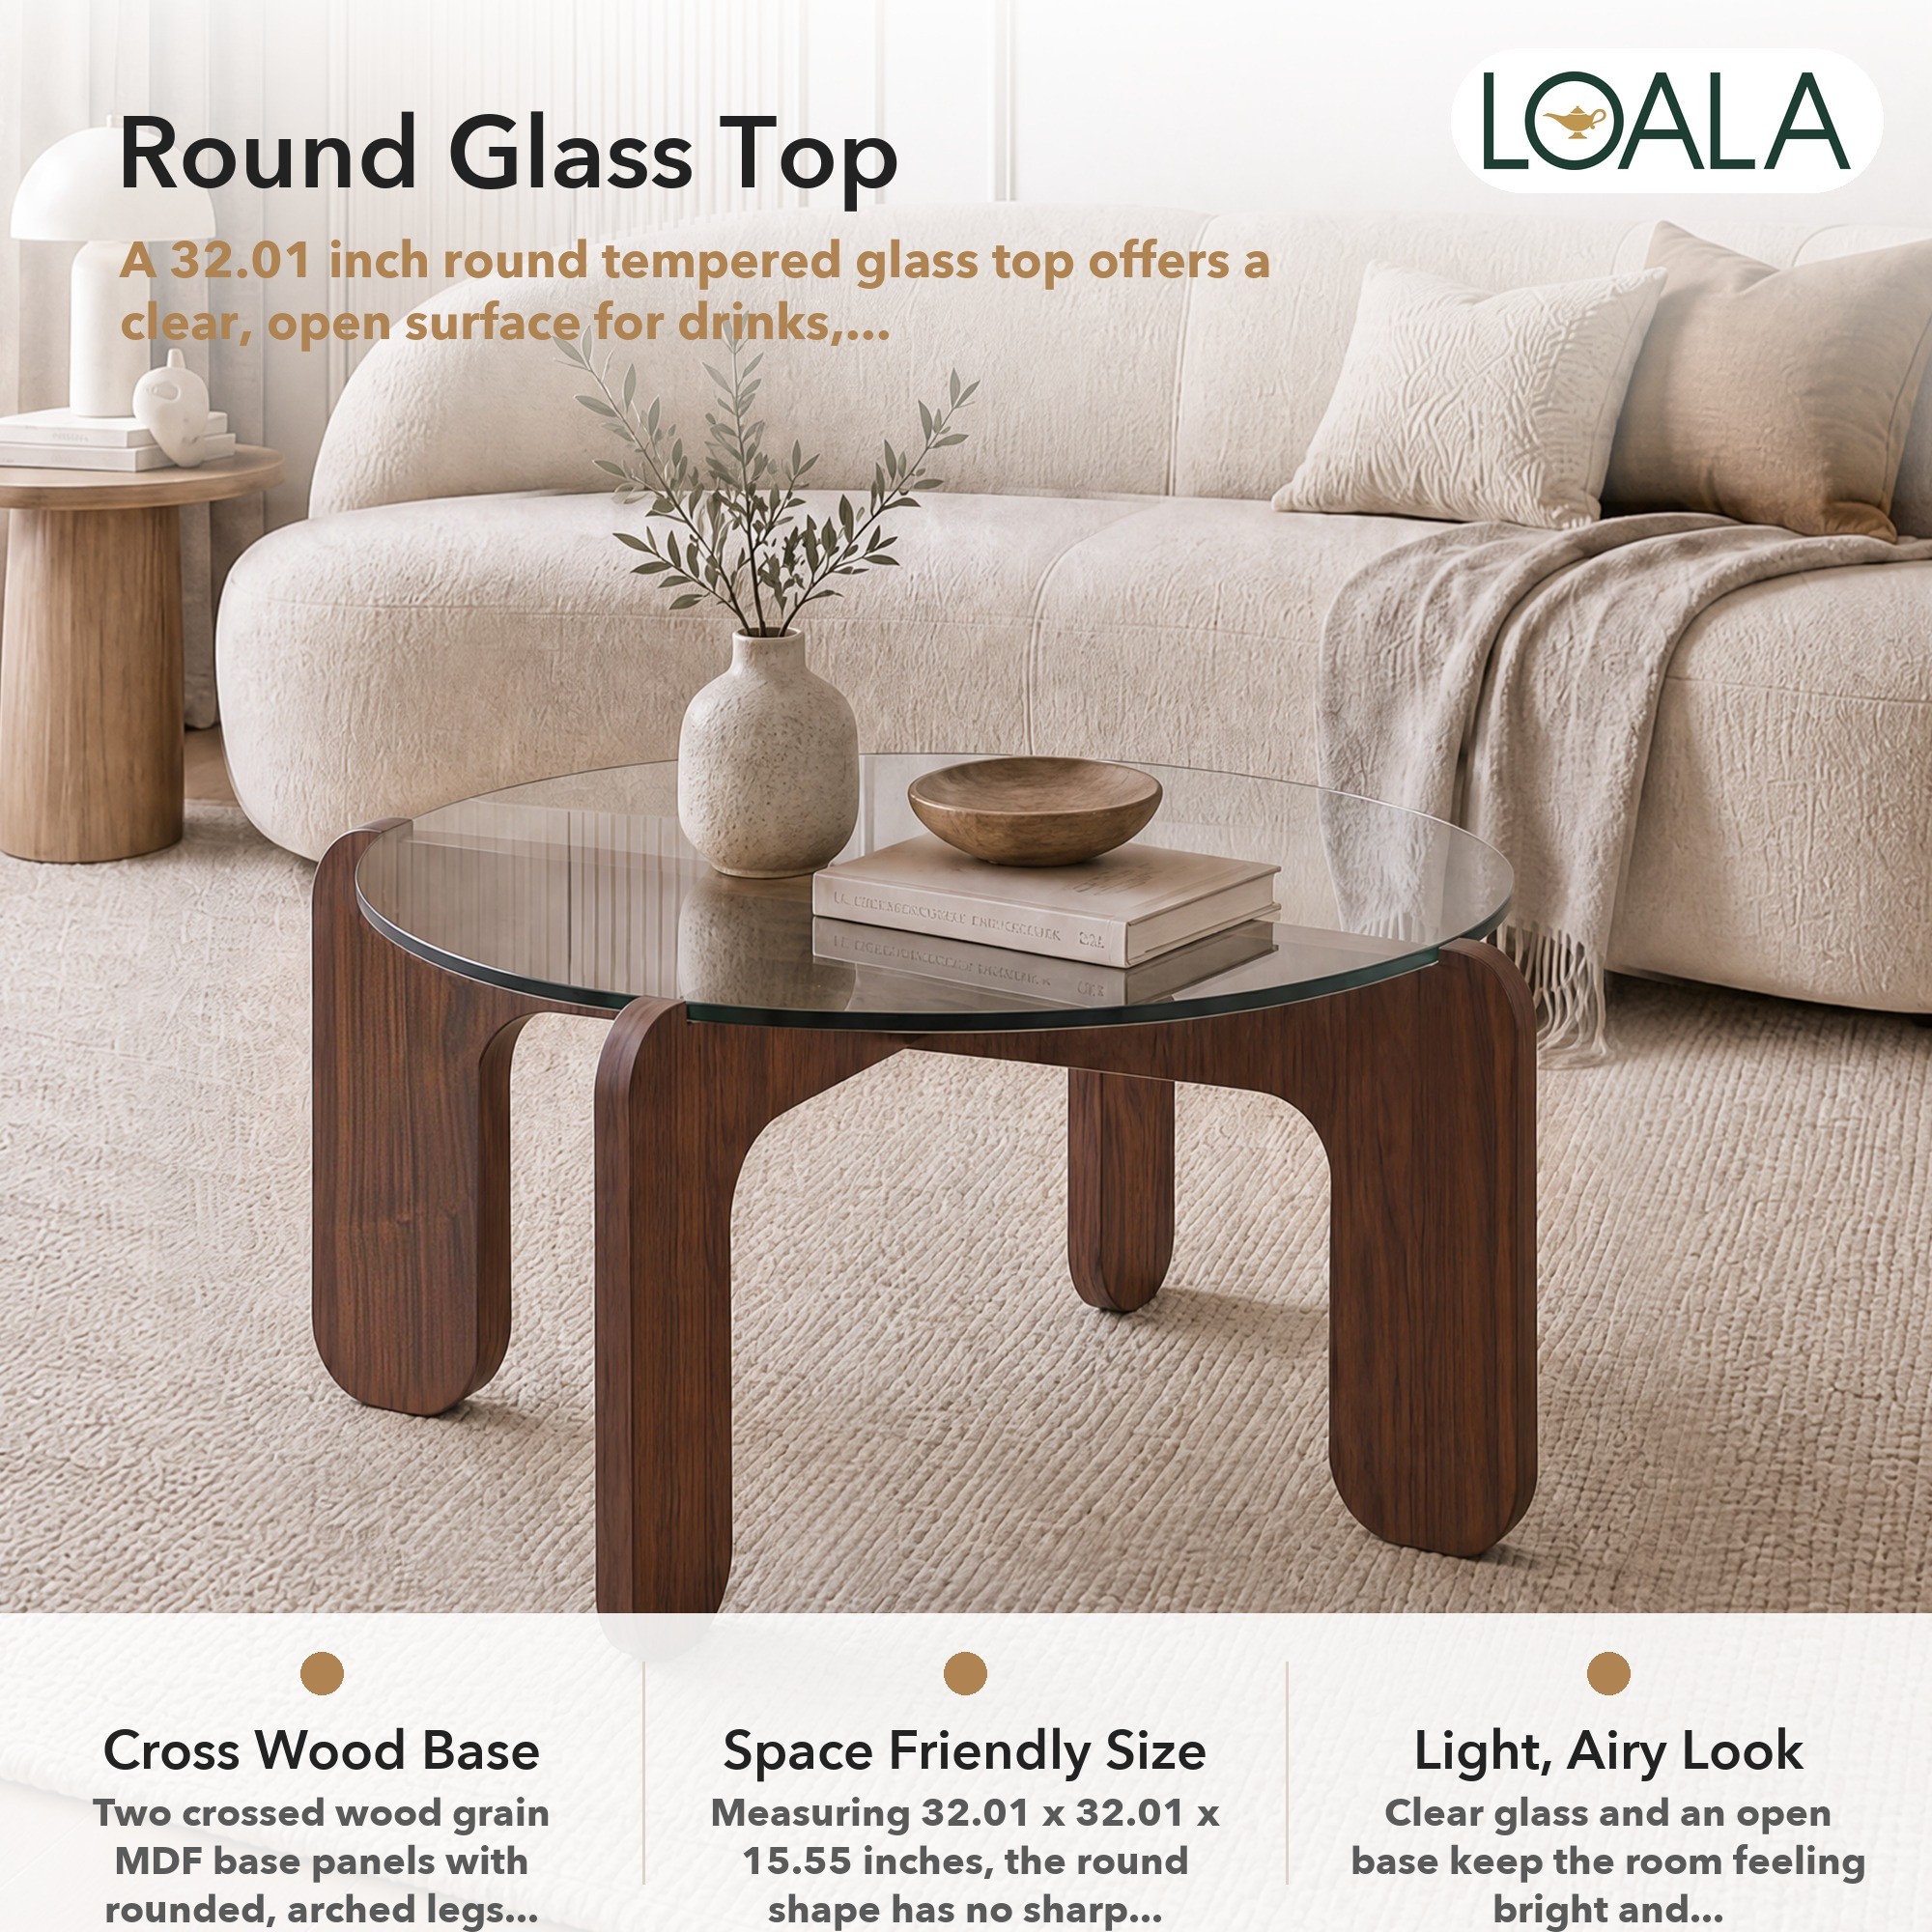 LOALA
Round Glass Top
A 32.01 inch round tempered glass top offers a
clear, open surface for drinks,...
Cross Wood Base
Two crossed wood grain
MDF base panels with
rounded, arched legs...
Space Friendly Size
Measuring 32.01 x 32.01 x
15.55 inches, the round
shape has no sharp...
Light, Airy Look
Clear glass and an open
base keep the room feeling
bright and...